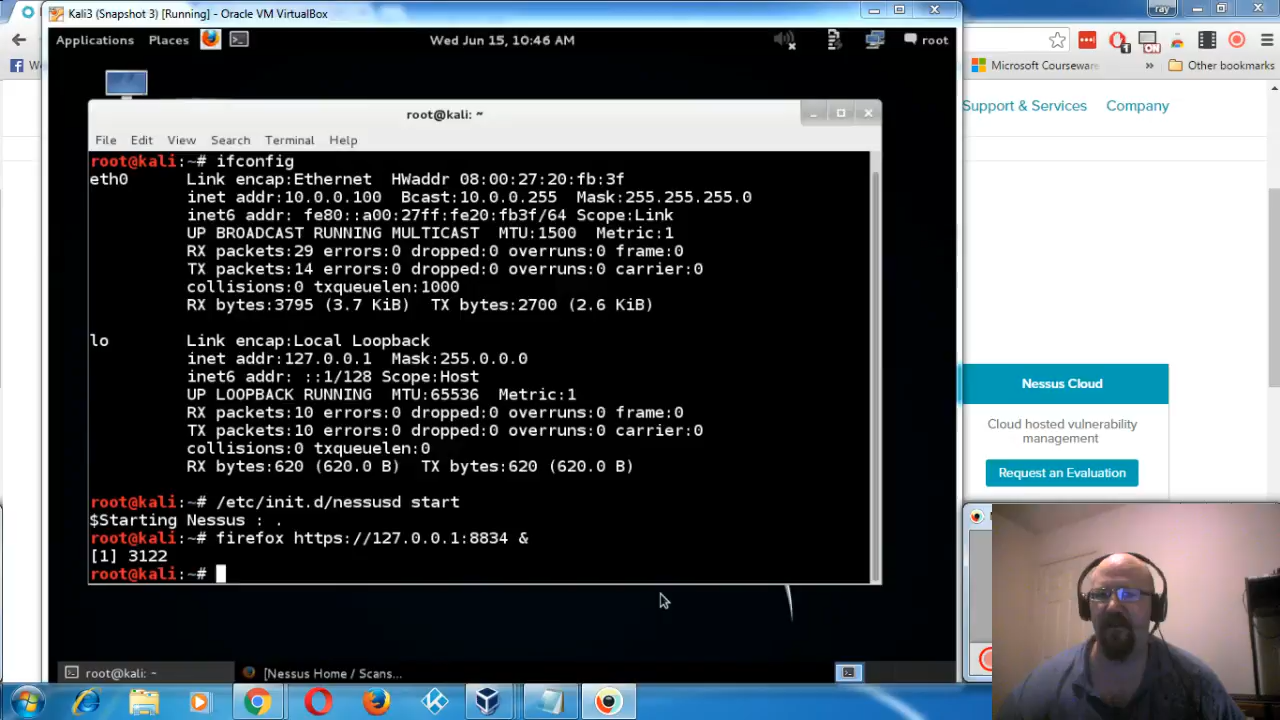 Kali3 (Snapshot 3) [Running] - Oracle VM VirtualBox
ray
Applications Places
Wed Jun 15, 10:46 AM
root
ON
Microsoft Courseware
» Other bookmarks
Support & Services Company
root@kali: ~
File Edit View Search Terminal Help
root@kali:~# ifconfig
eth0 Link encap:Ethernet HWaddr 08:00:27:20:fb:3f
inet addr:10.0.0.100 Bcast:10.0.0.255 Mask:255.255.255.0
inet6 addr: fe80::a00:27ff:fe20:fb3f/64 Scope:Link
UP BROADCAST RUNNING MULTICAST MTU:1500 Metric:1
RX packets:29 errors:0 dropped:0 overruns:0 frame:0
TX packets:14 errors:0 dropped:0 overruns:0 carrier:0
collisions:0 txqueuelen:1000
RX bytes:3795 (3.7 KiB) TX bytes:2700 (2.6 KiB)
lo Link encap:Local Loopback
inet addr:127.0.0.1 Mask:255.0.0.0
inet6 addr: ::1/128 Scope:Host
UP LOOPBACK RUNNING MTU:65536 Metric:1
RX packets:10 errors:0 dropped:0 overruns:0 frame:0
TX packets:10 errors:0 dropped:0 overruns:0 carrier:0
collisions:0 txqueuelen:0
RX bytes:620 (620.0 B) TX bytes:620 (620.0 B)
root@kali:~# /etc/init.d/nessusd start
$Starting Nessus : .
root@kali:~# firefox https://127.0.0.1:8834 &
[1] 3122
root@kali:~#
Nessus Cloud
Cloud hosted vulnerability
management
Request an Evaluation
root@kali: ~
[Nessus Home / Scans...